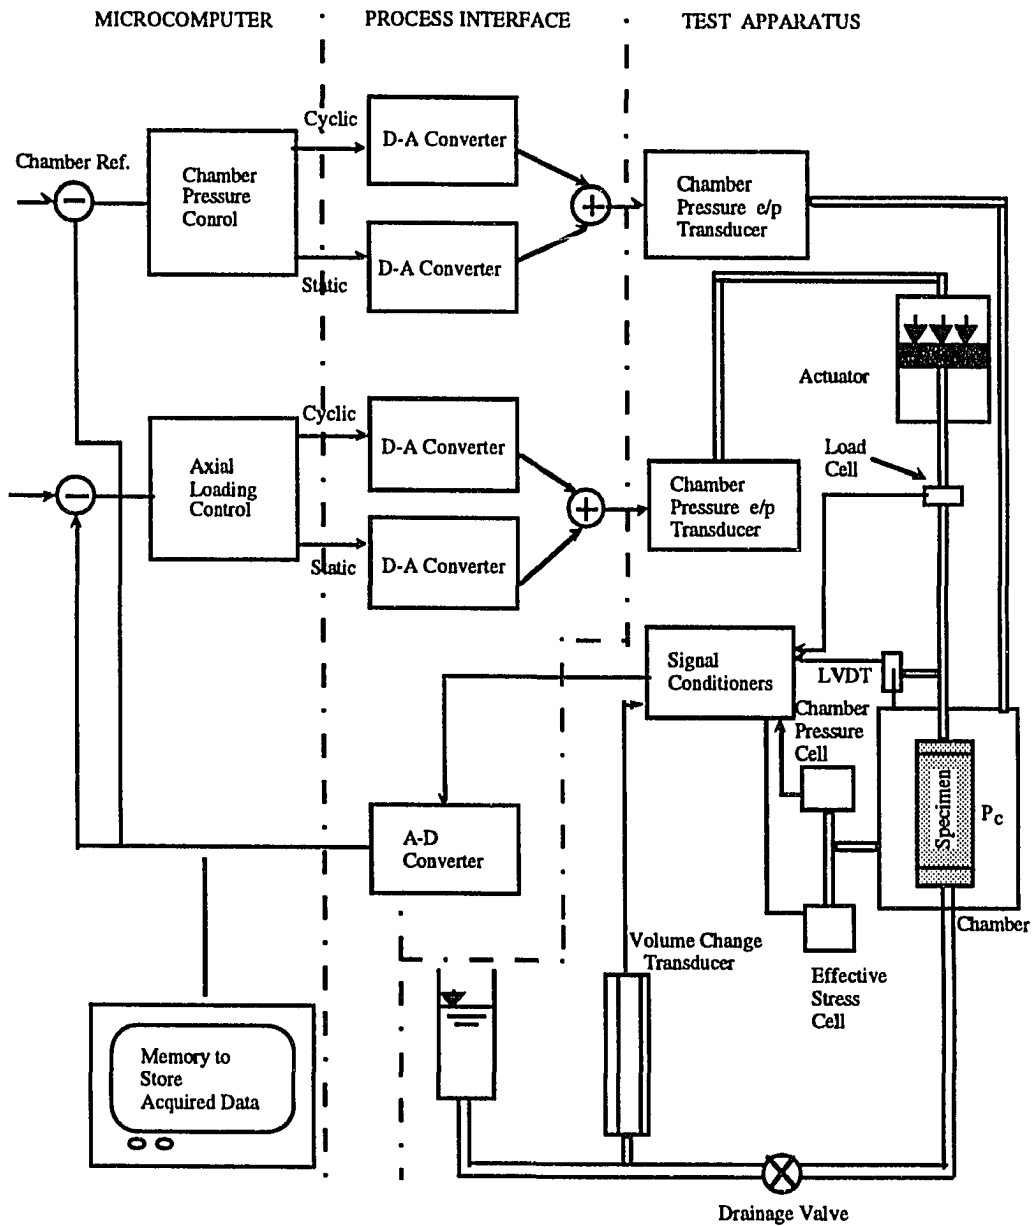 MICROCOMPUTER
PROCESS INTERFACE
TEST APPARATUS
Cyclic
D-A Converter
Chamber Ref.
Chamber
Pressure
Conrol
Chamber
Pressure e/p
Transducer
D-A Converter
Static
Actuator
Cyclic
D-A Converter
Load
Cell
Axial
Loading
Control
Chamber
Pressure e/p
Transducer
Static
D-A Converter
Signal
Conditioners
LVDT
Chamber
Pressure
Cell
Specimen
Pc
A-D
Converter
Chamber
Volume Change
Transducer
Effective
Stress
Cell
Memory to
Store
Acquired Data
Drainage Valve